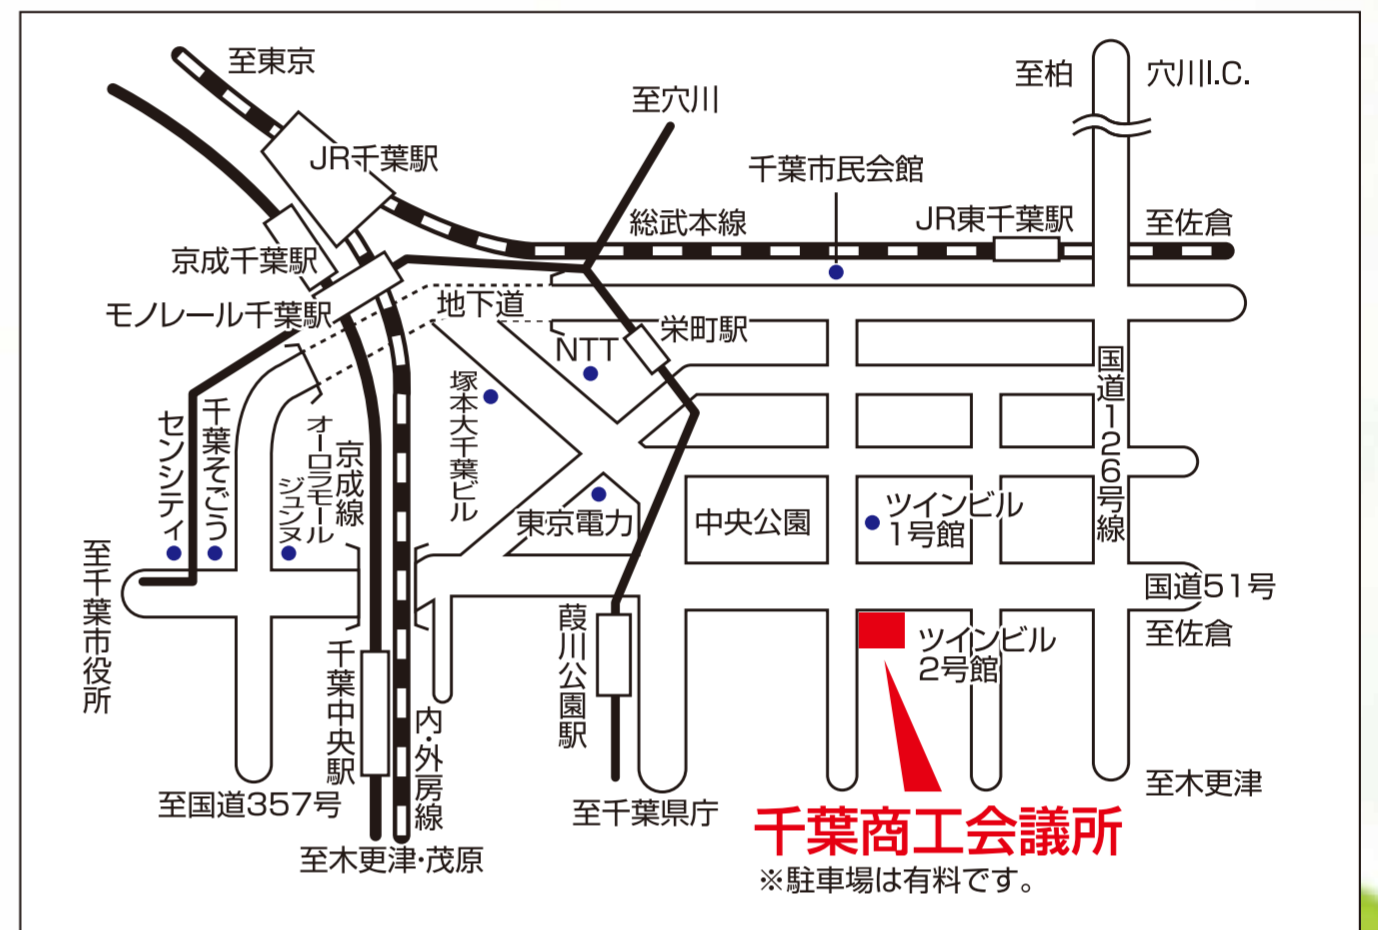 至東京
至柏
穴川I.C.
至穴川
JR千葉駅
千葉市民会館
総武本線
JR東千葉駅
至佐倉
京成千葉駅
モノレール千葉駅
地下道
栄町駅
NTT
国道126号線
塚本大千葉ビル
センシティ
千葉そごう
オーロラモール
ジュンヌ
京成線
東京電力
中央公園
ツインビル
1号館
至千葉市役所
国道51号
至佐倉
葭川公園駅
ツインビル
2号館
千葉中央駅
内・外房線
至国道357号
至千葉県庁
至木更津
千葉商工会議所
至木更津・茂原
※駐車場は有料です。